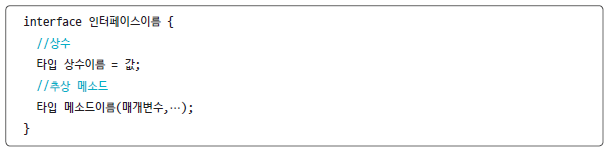 interface 인터페이스이름 {
//상수
타입 상수이름 = 값;
//추상 메소드
타입 메소드이름(매개변수,…);
}